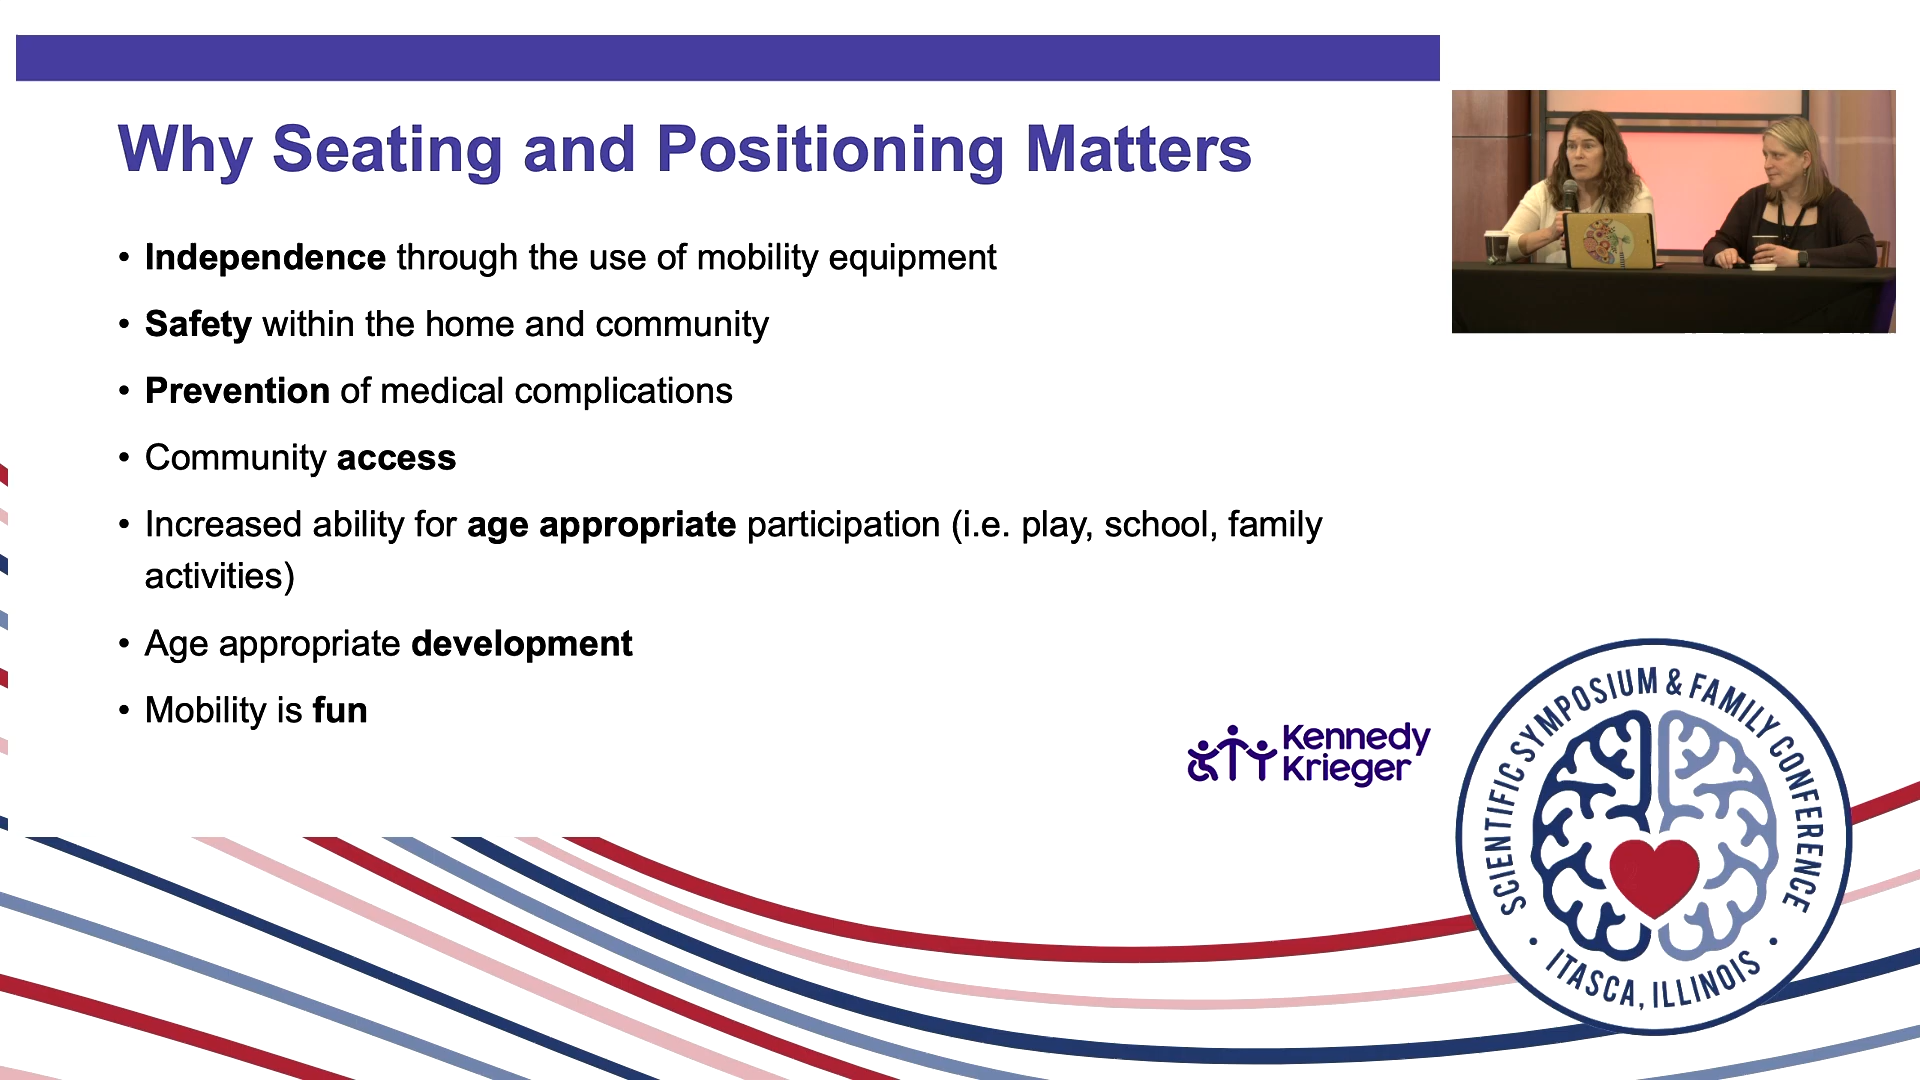 Why Seating and Positioning Matters
• Independence through the use of mobility equipment
• Safety within the home and community
• Prevention of medical complications
• Community access
• Increased ability for age appropriate participation (i.e. play, school, family
activities)
• Age appropriate development
• Mobility is fun
Kennedy
Krieger
SCIENTIFIC SYMPOSIUM & FAMILY CONFERENCE
• ITASCA, ILLINOIS •